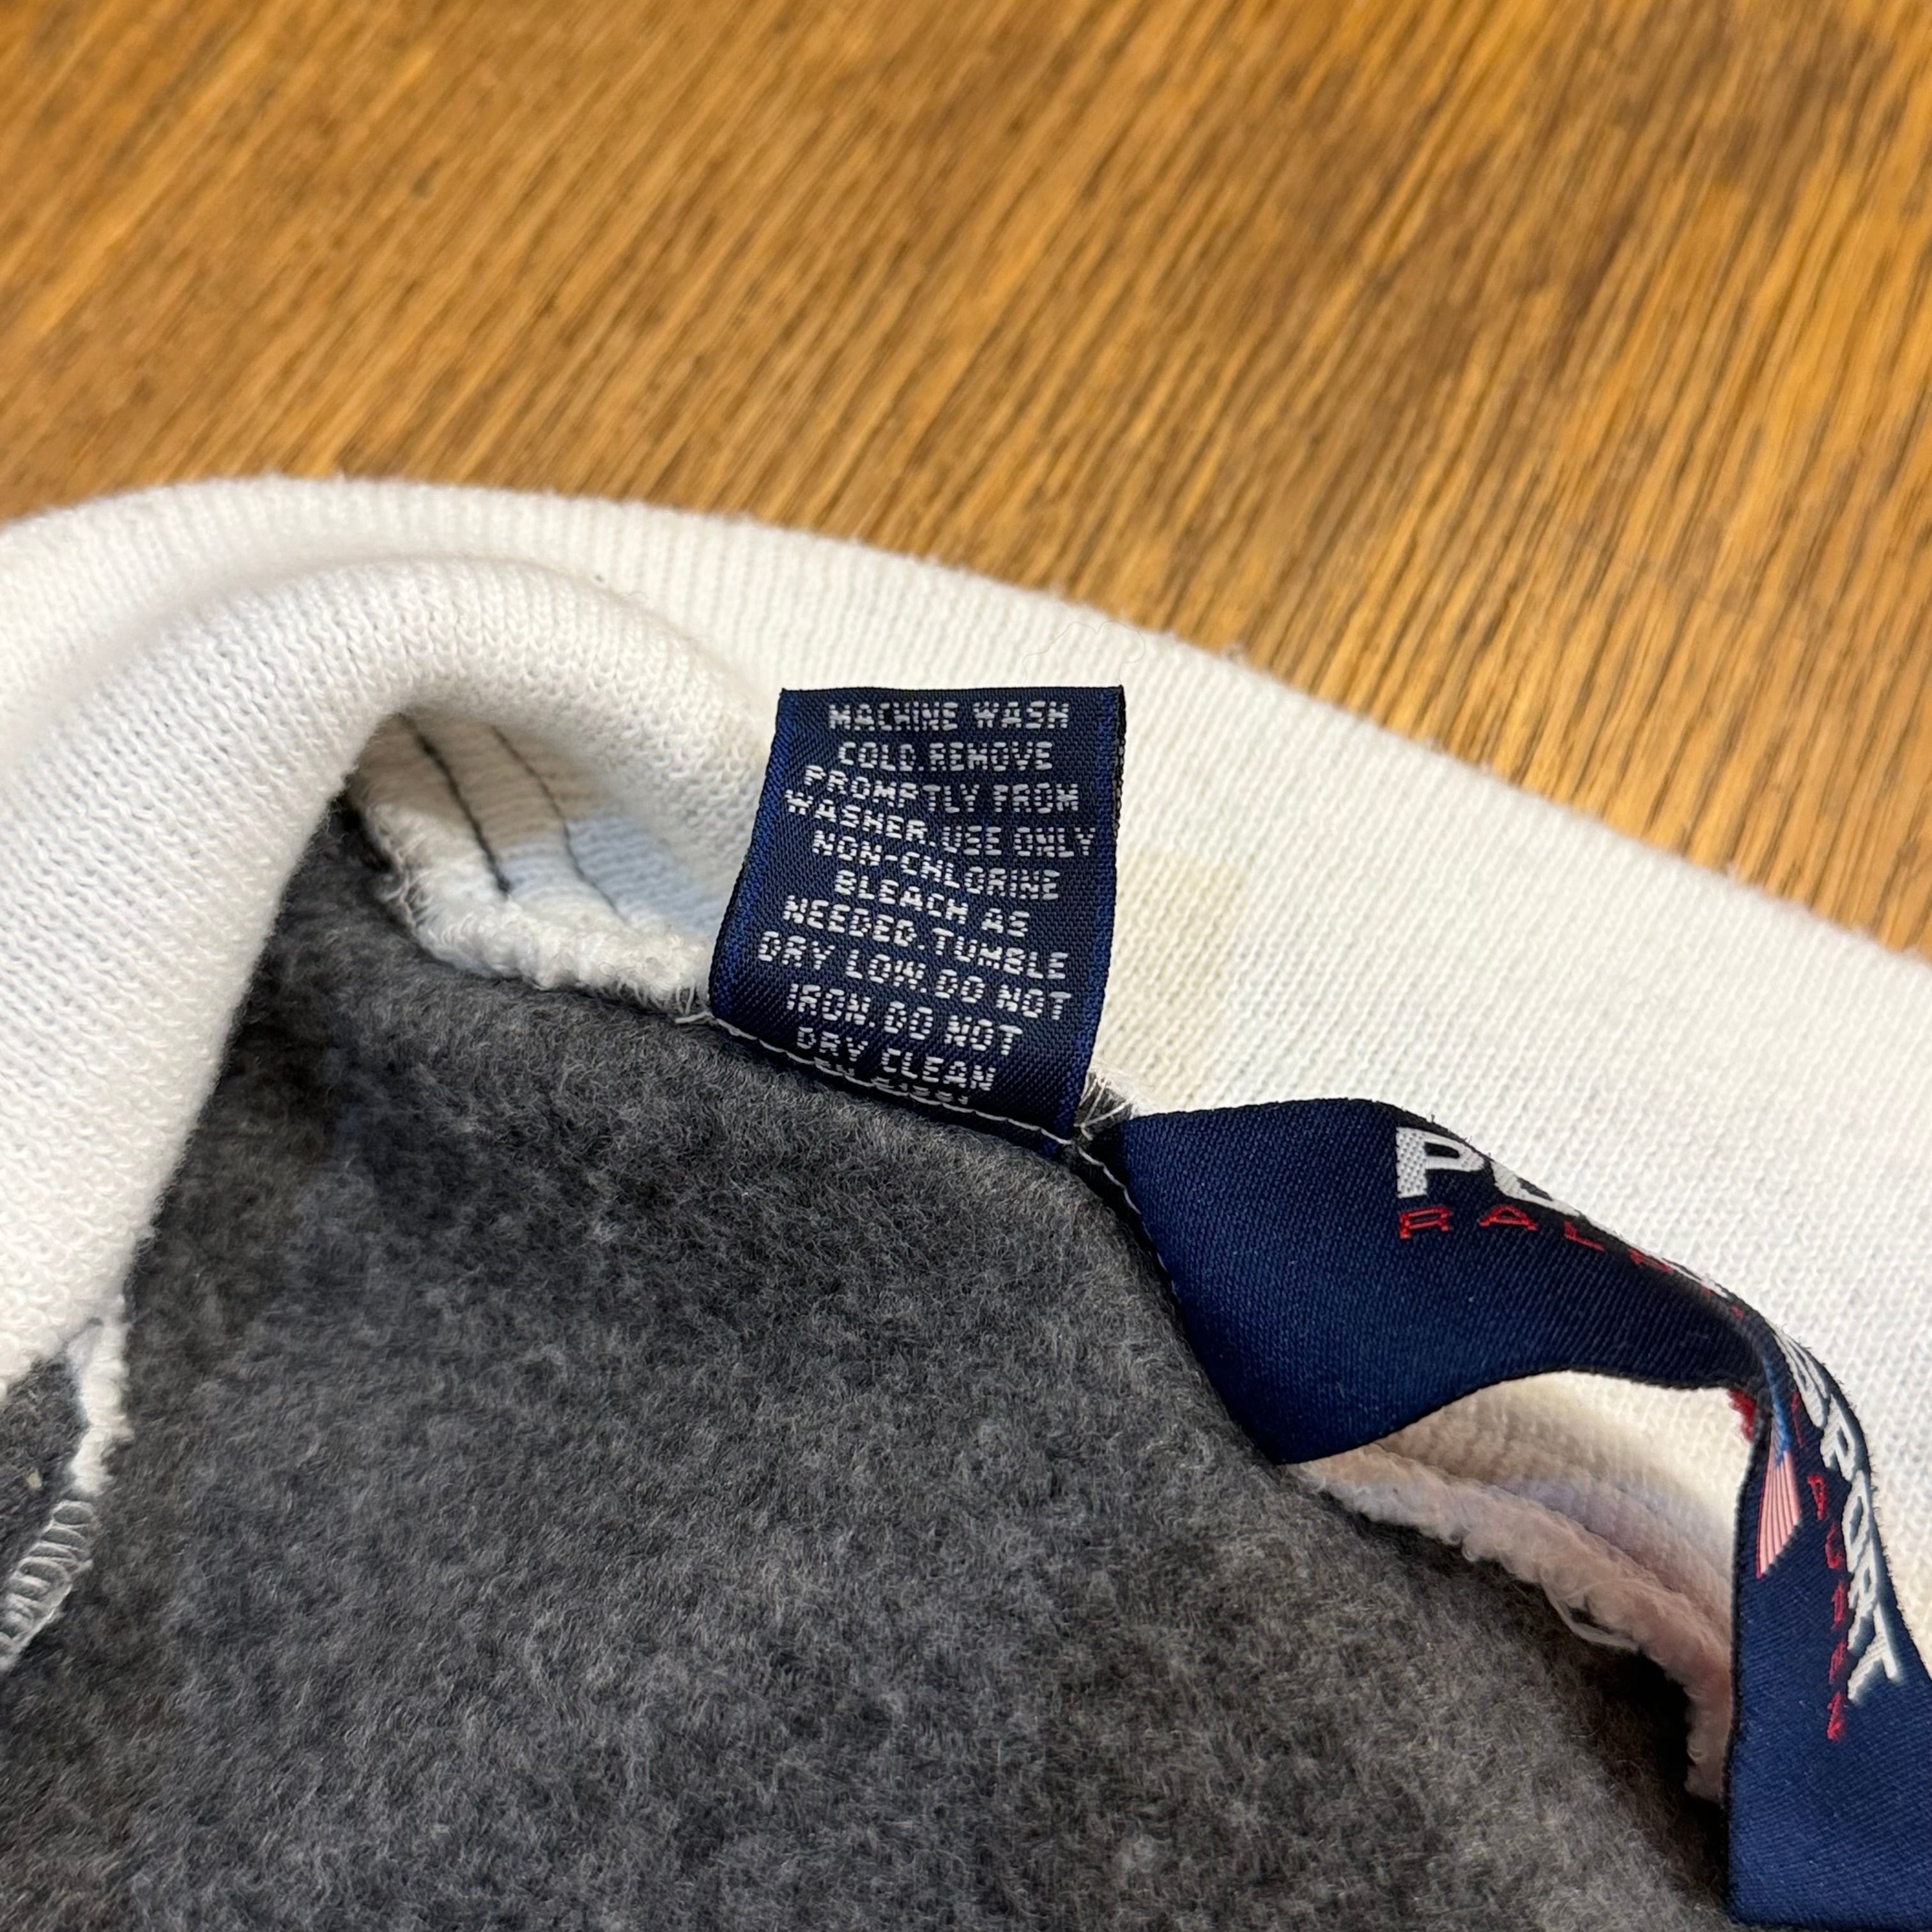 MACHINE WASH
COLD.REMOVE
PROMPTLY FROM
WASHER.USE ONLY
NON-CHLORINE
BLEACH AS
NEEDED.TUMBLE
DRY LOW.DO NOT
IRON.DO NOT
DRY CLEAN
SPORT